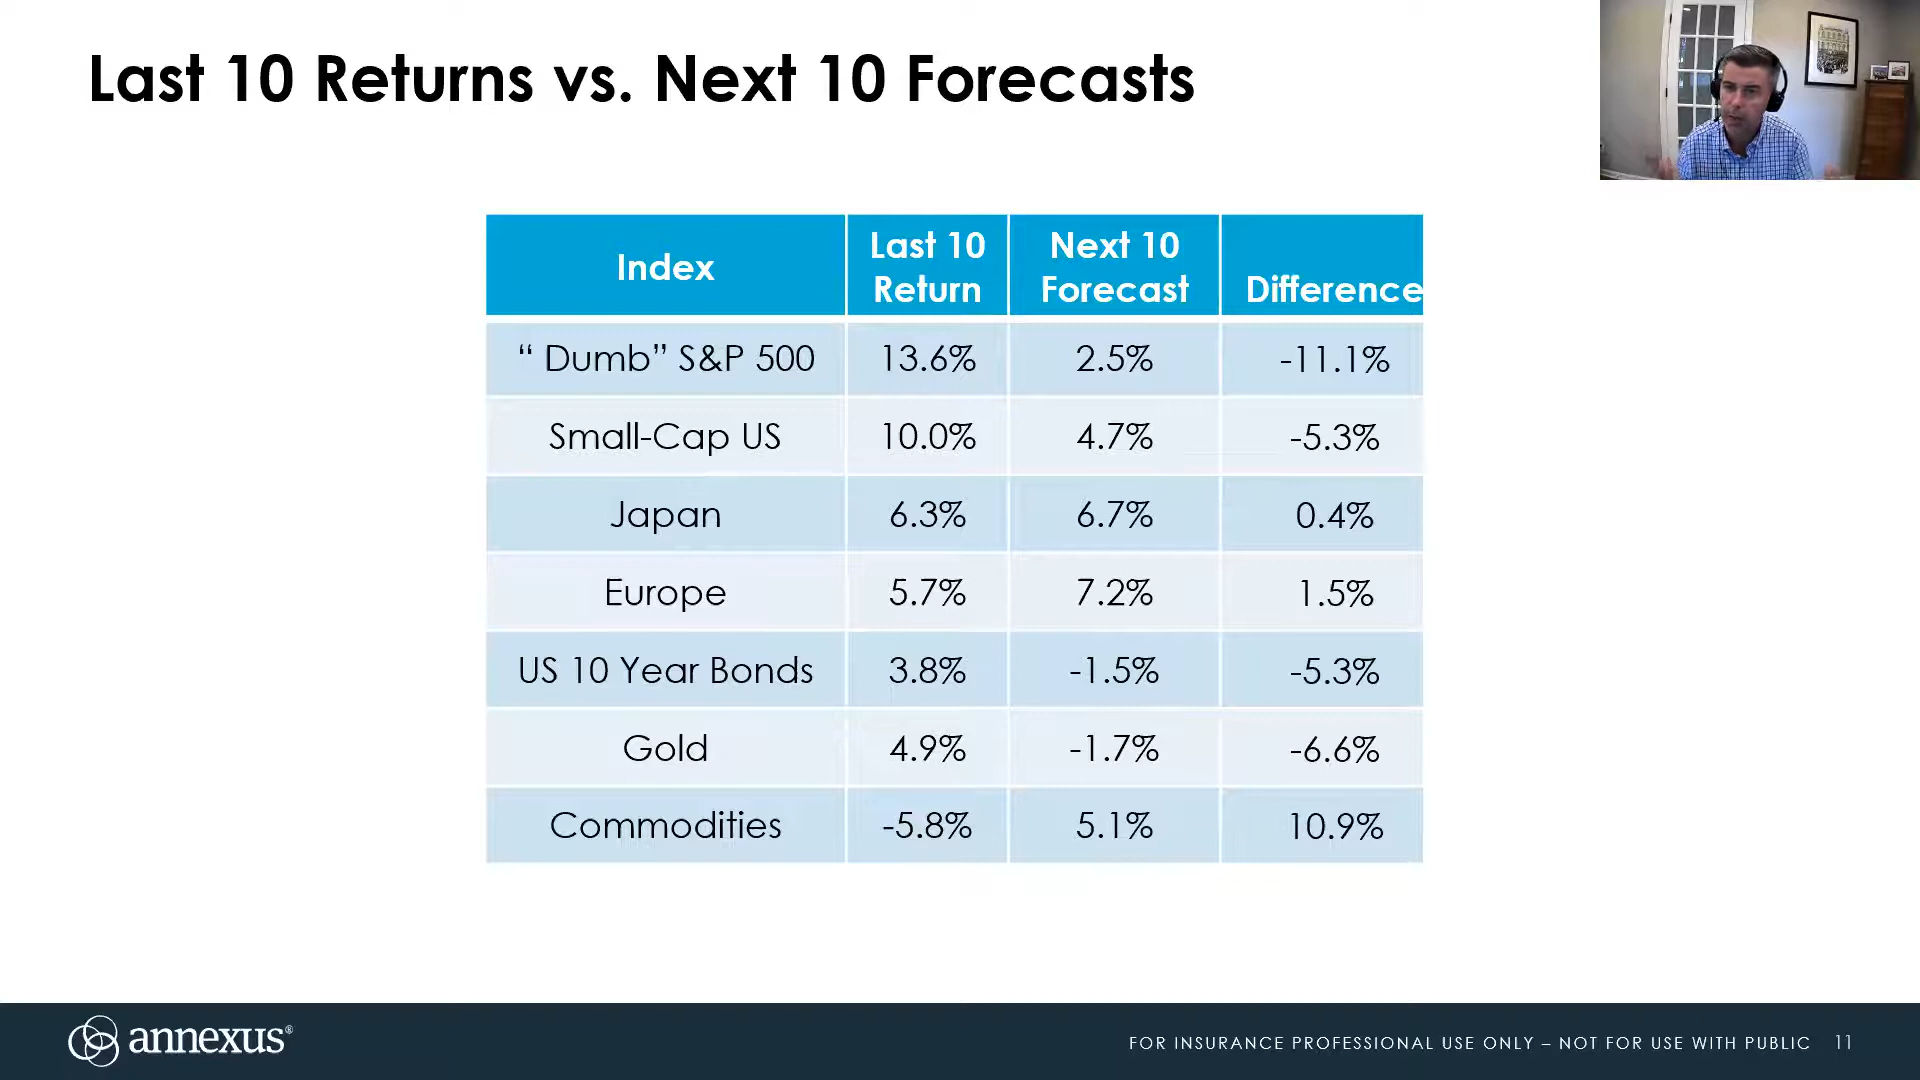 Last 10 Returns vs. Next 10 Forecasts
Index Last 10 Return Next 10 Forecast Difference
“ Dumb” S&P 500 13.6% 2.5% -11.1%
Small-Cap US 10.0% 4.7% -5.3%
Japan 6.3% 6.7% 0.4%
Europe 5.7% 7.2% 1.5%
US 10 Year Bonds 3.8% -1.5% -5.3%
Gold 4.9% -1.7% -6.6%
Commodities -5.8% 5.1% 10.9%
annexus®
FOR INSURANCE PROFESSIONAL USE ONLY – NOT FOR USE WITH PUBLIC 11